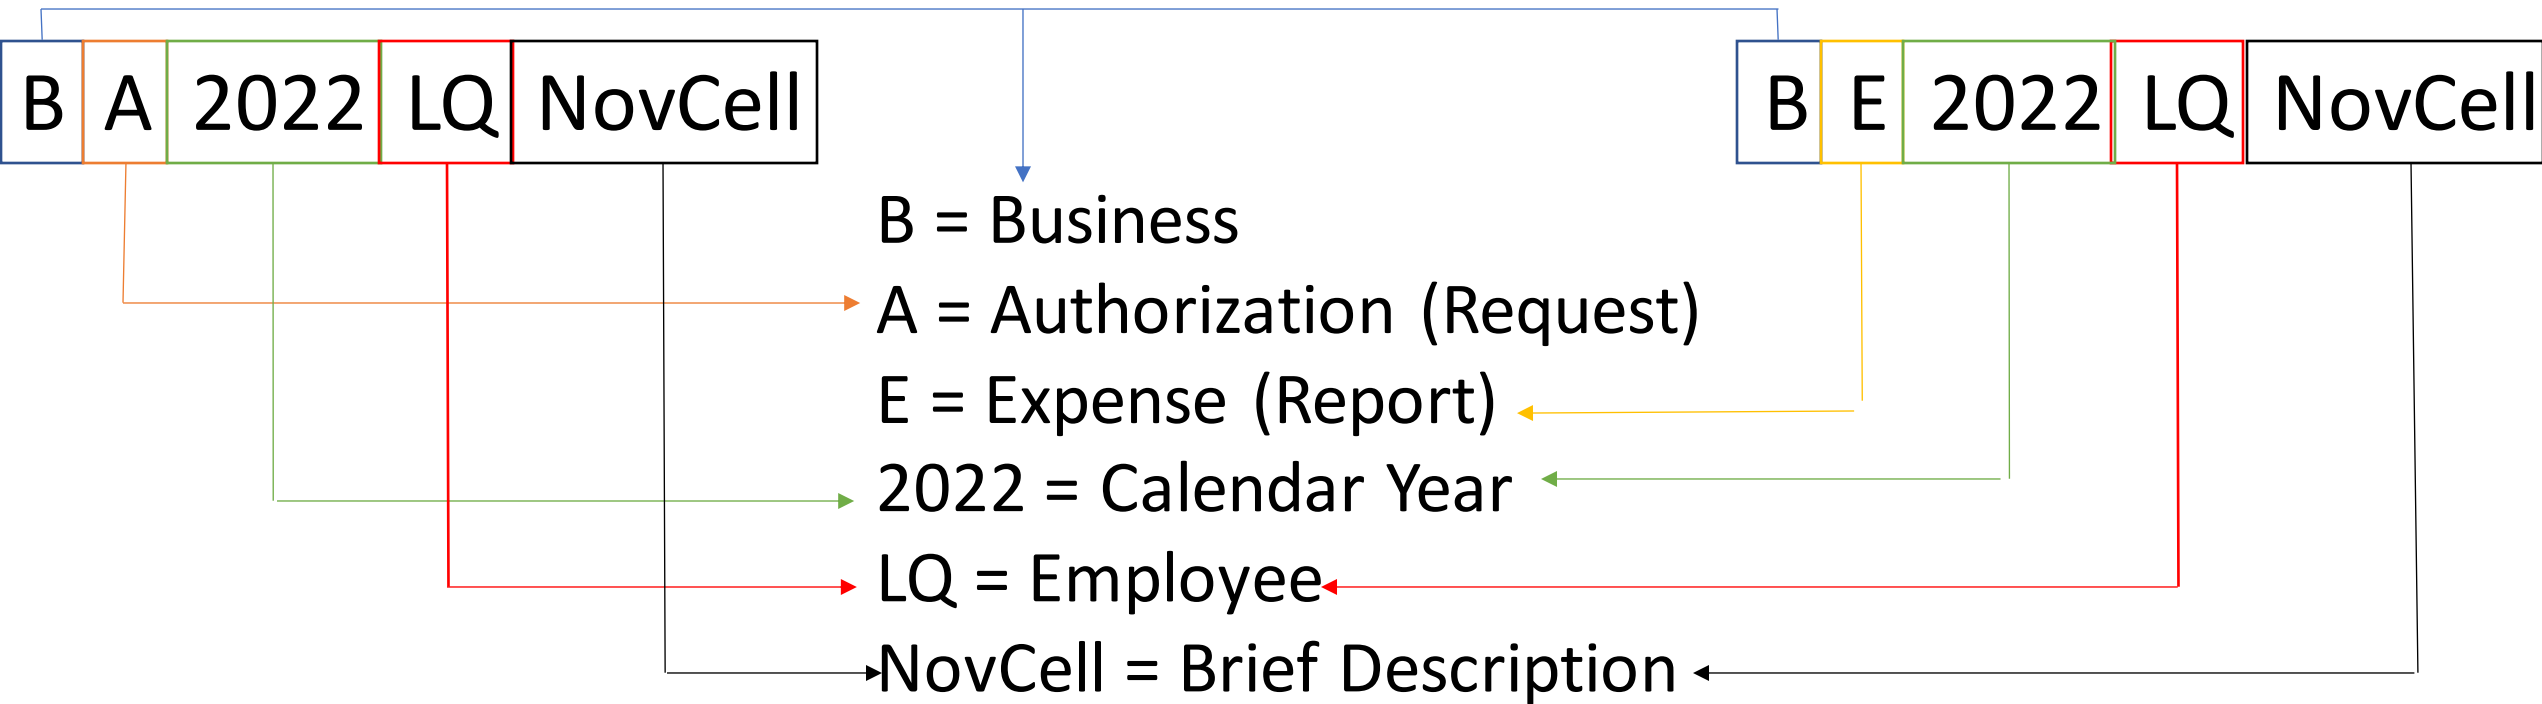 B A 2022 LQ NovCell
B E 2022 LQ NovCell
B = Business
A = Authorization (Request)
E = Expense (Report)
2022 = Calendar Year
LQ = Employee
NovCell = Brief Description